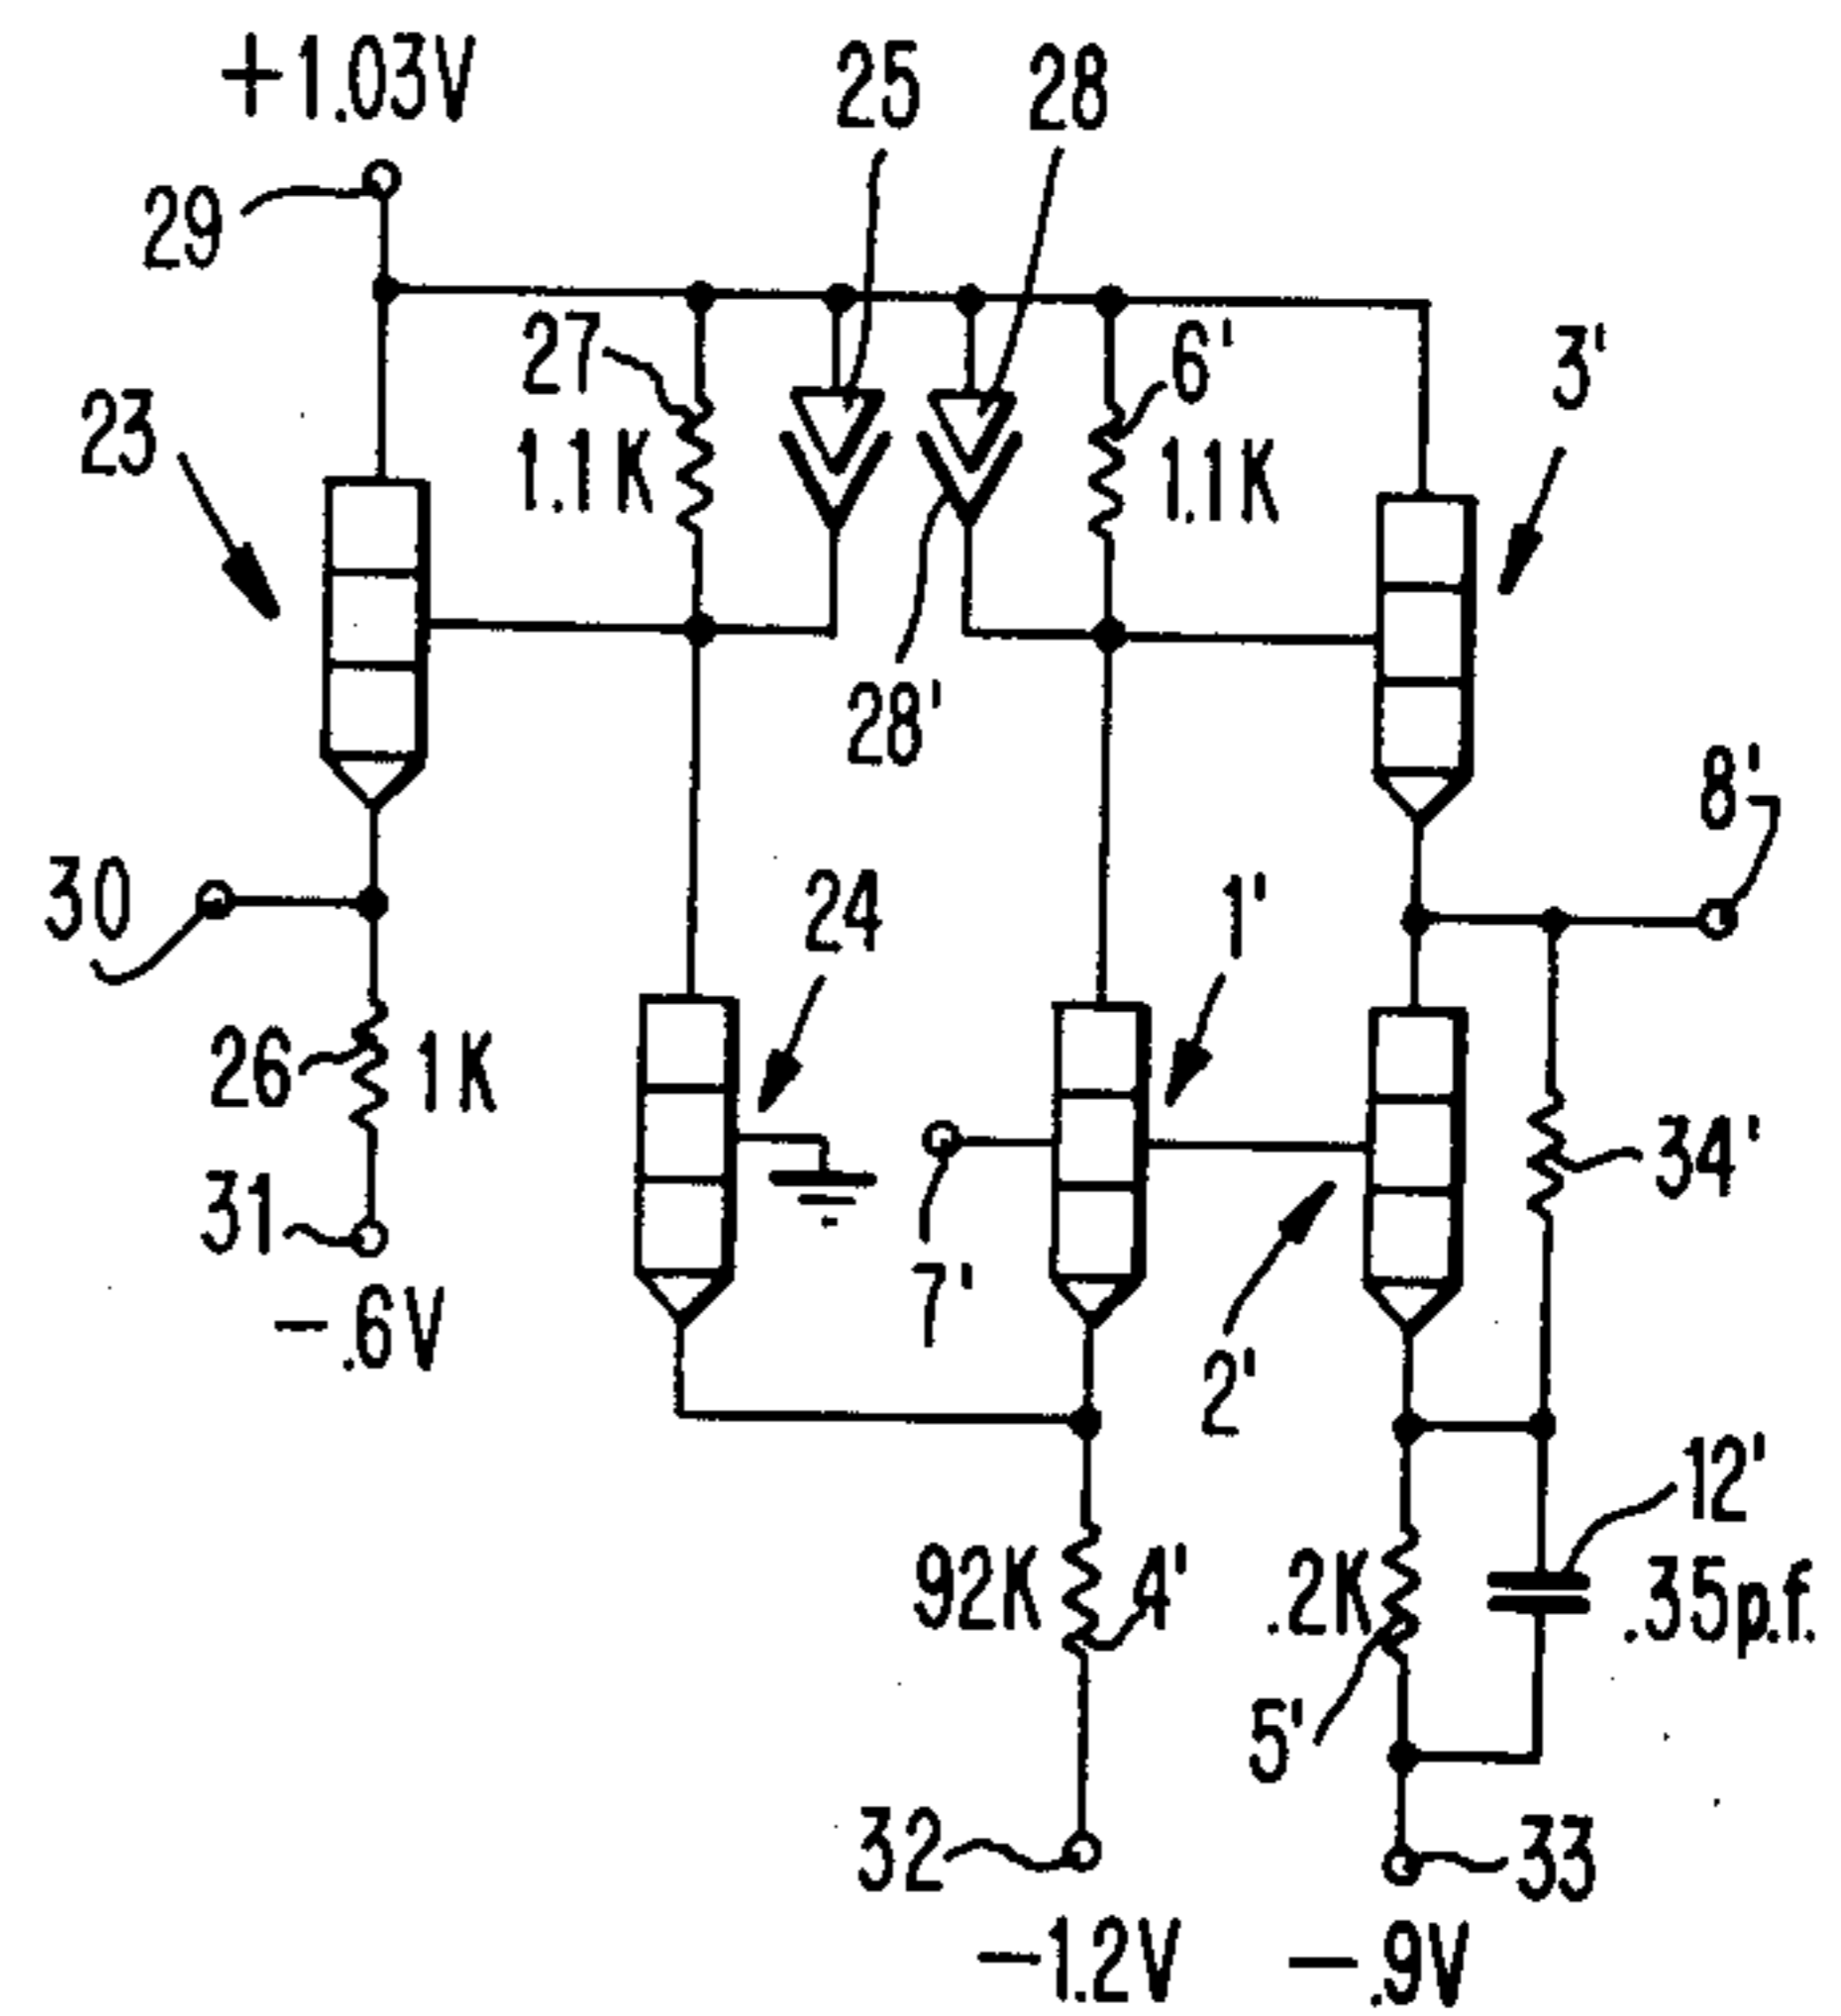 +1.03V
25
28
29
27
6'
3'
23
1.1K
1.1K
28'
8'
30
24
1'
26
1K
34'
31
7'
-.6V
2'
12'
92K
4'
.2K
.35p.f.
5'
32
33
-1.2V
-.9V